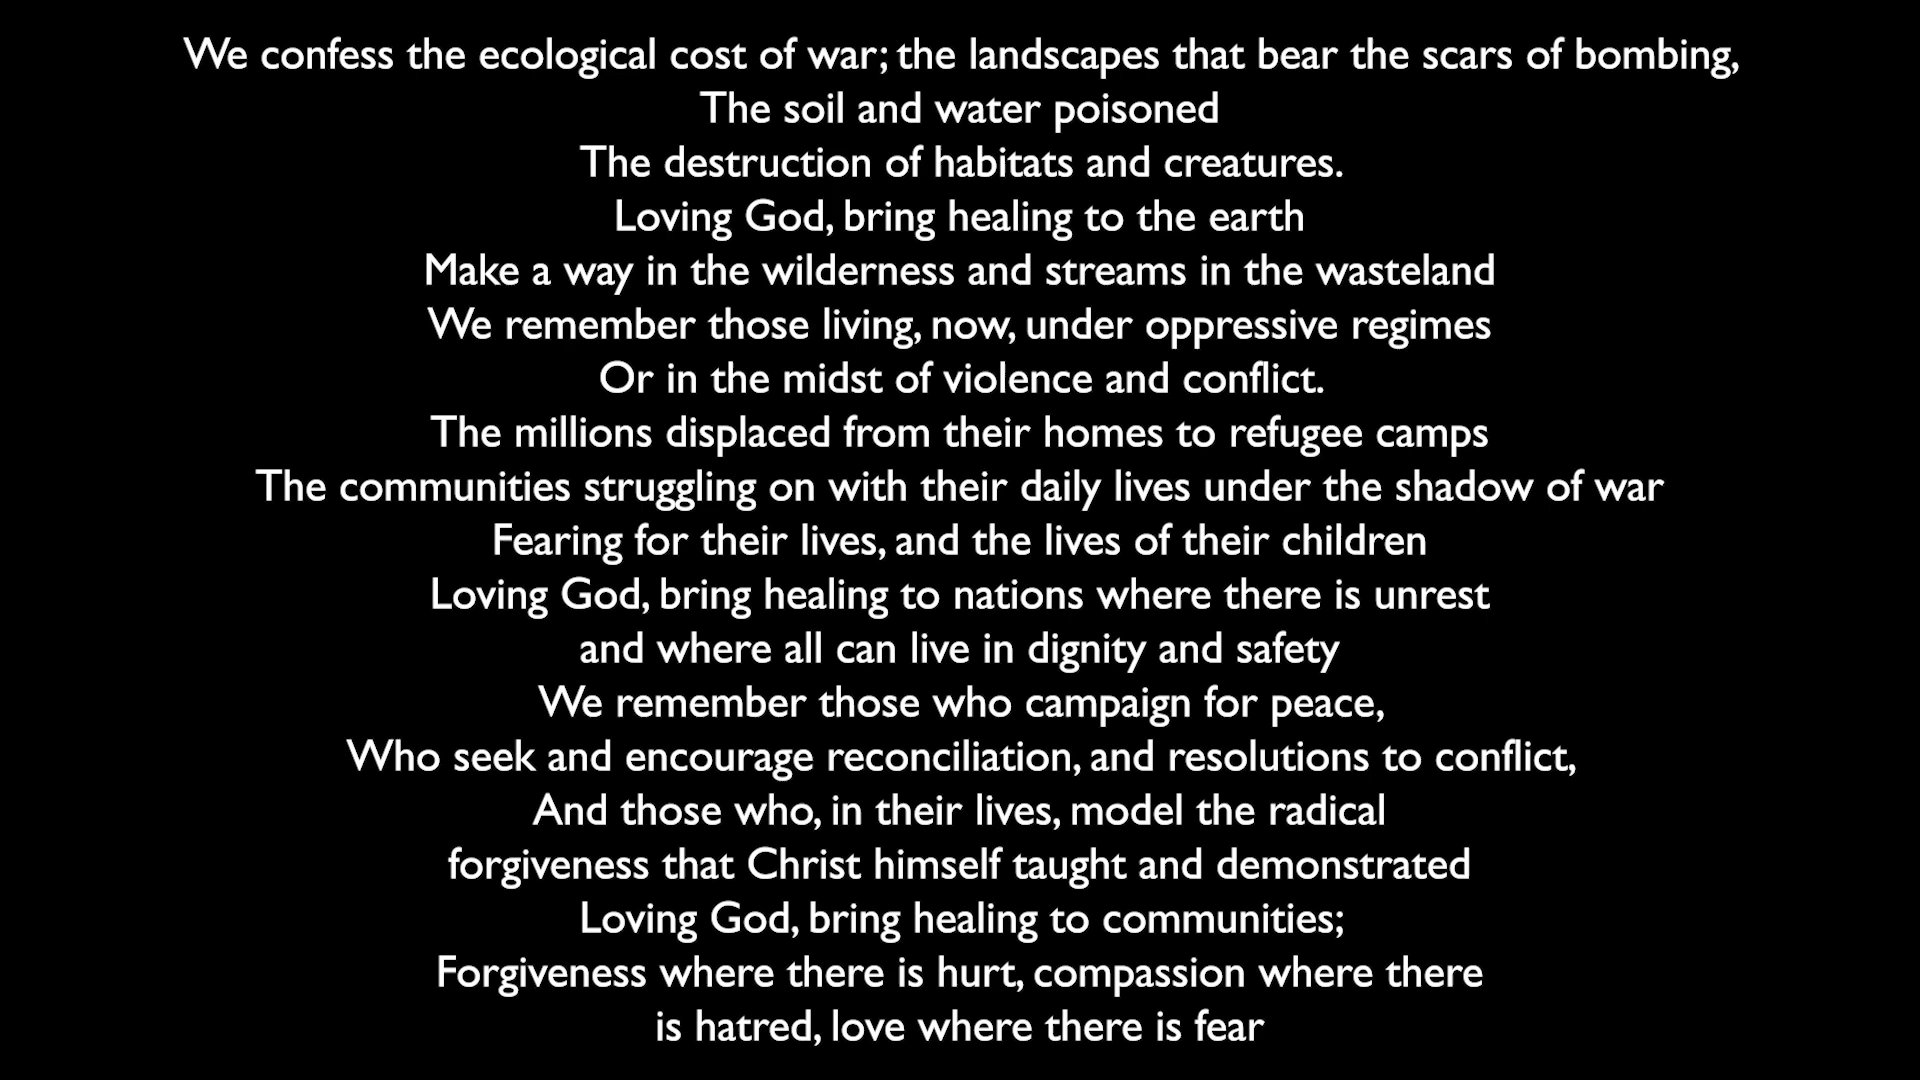 We confess the ecological cost of war; the landscapes that bear the scars of bombing,
The soil and water poisoned
The destruction of habitats and creatures.
Loving God, bring healing to the earth
Make a way in the wilderness and streams in the wasteland
We remember those living, now, under oppressive regimes
Or in the midst of violence and conflict.
The millions displaced from their homes to refugee camps
The communities struggling on with their daily lives under the shadow of war
Fearing for their lives, and the lives of their children
Loving God, bring healing to nations where there is unrest
and where all can live in dignity and safety
We remember those who campaign for peace,
Who seek and encourage reconciliation, and resolutions to conflict,
And those who, in their lives, model the radical
forgiveness that Christ himself taught and demonstrated
Loving God, bring healing to communities;
Forgiveness where there is hurt, compassion where there
is hatred, love where there is fear